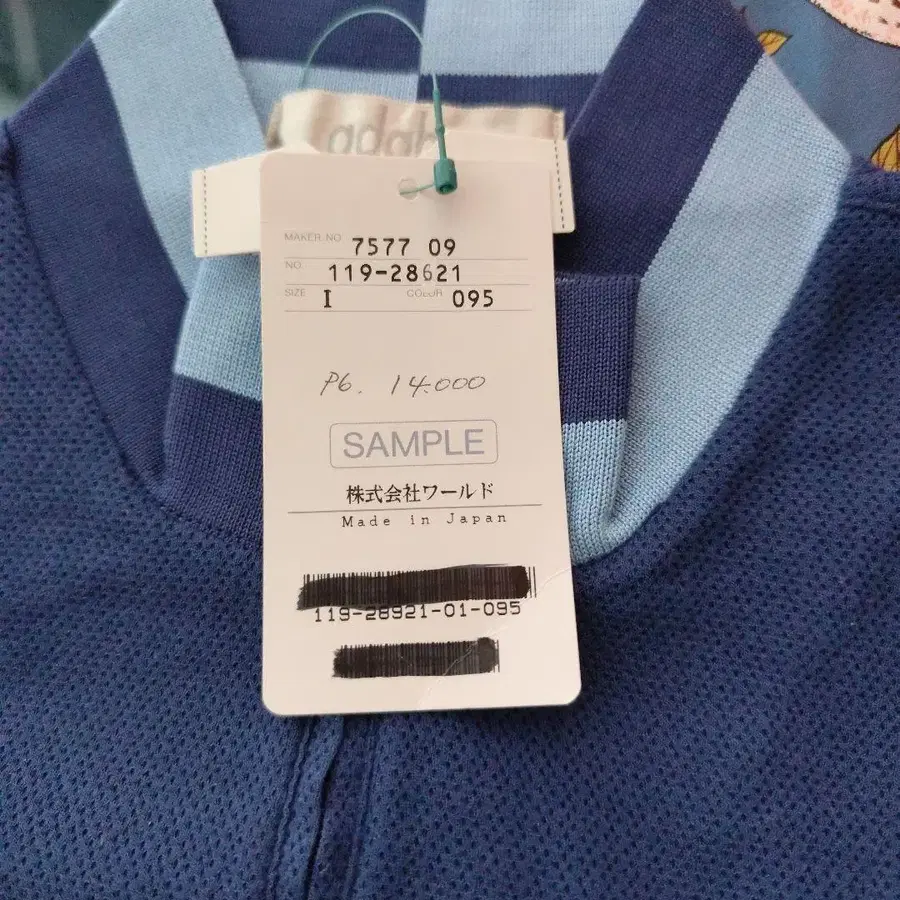 adab
MAKER.NO. 7577 09
NO. 119-28621
SIZE I COLOR 095
P6. 14.000
SAMPLE
株式会社ワールド
Made in Japan
119-28921-01-095